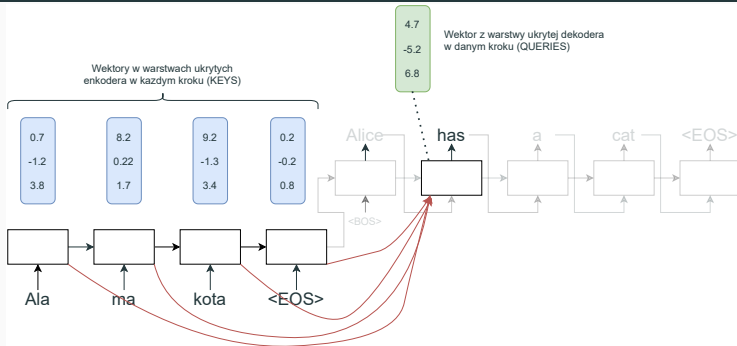 4.7
-5.2
6.8
Wektor z warstwy ukrytej dekodera
w danym kroku (QUERIES)
Wektory w warstwach ukrytych
enkodera w kazdym kroku (KEYS)
0.7
-1.2
3.8
8.2
0.22
1.7
9.2
-1.3
3.4
0.2
-0.2
0.8
Alice has a cat <EOS>
<BOS>
Ala ma kota <EOS>